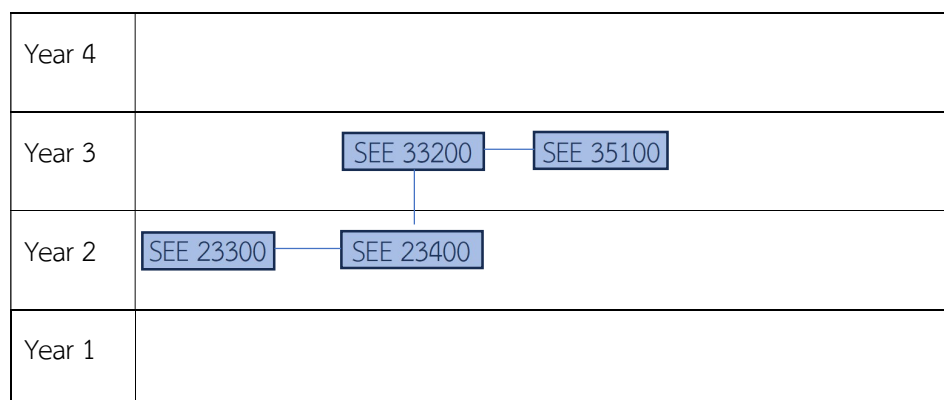 Year 4
Year 3
SEE 33200
SEE 35100
Year 2
SEE 23300
SEE 23400
Year 1